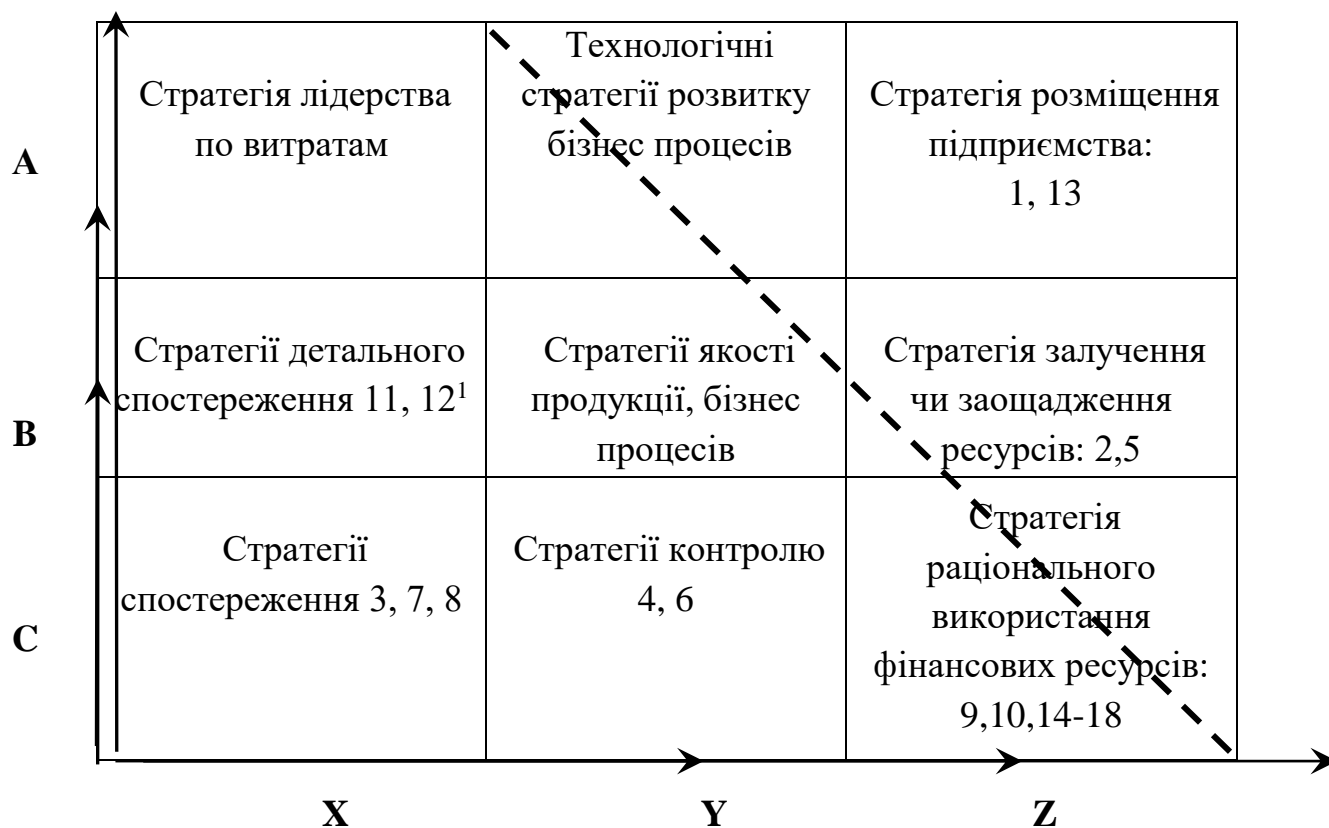 A
Стратегія лідерства
по витратам
Технологічні
стратегії розвитку
бізнес процесів
Стратегія розміщення
підприємства:
1, 13
B
Стратегії детального
спостереження 11, 12¹
Стратегії якості
продукції, бізнес
процесів
Стратегія залучення
чи заощадження
ресурсів: 2,5
C
Стратегії
спостереження 3, 7, 8
Стратегії контролю
4, 6
Стратегія
раціонального
використання
фінансових ресурсів:
9,10,14-18
X
Y
Z